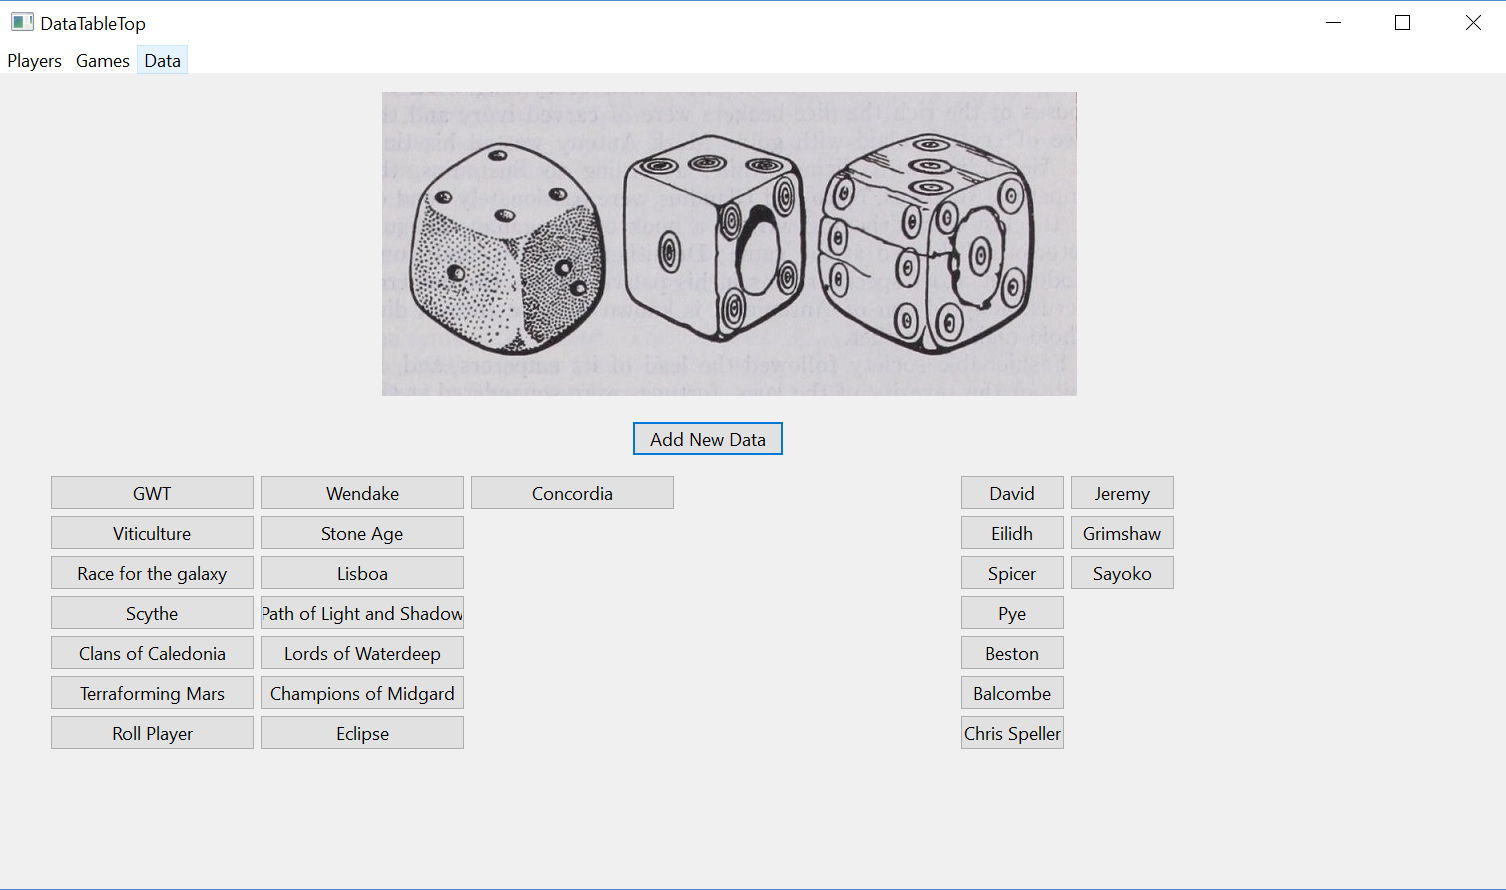 DataTableTop
Players Games Data
Add New Data
GWT Wendake Concordia David Jeremy
Viticulture Stone Age Eilidh Grimshaw
Race for the galaxy Lisboa Spicer Sayoko
Scythe Path of Light and Shadow Pye
Clans of Caledonia Lords of Waterdeep Beston
Terraforming Mars Champions of Midgard Balcombe
Roll Player Eclipse Chris Speller